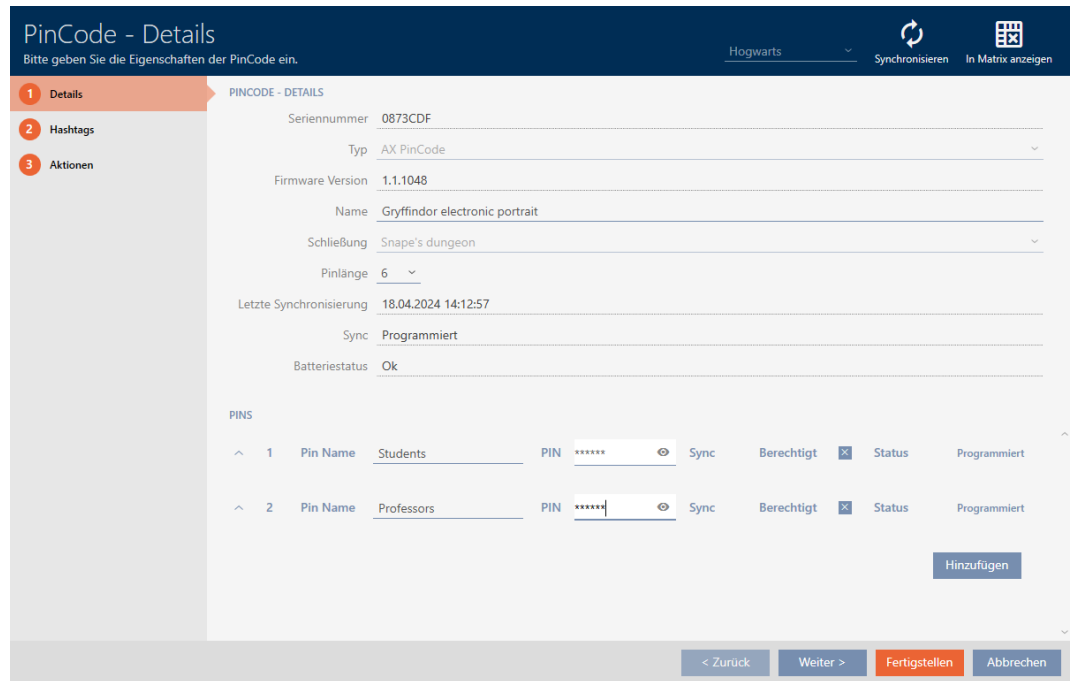 PinCode - Details
Bitte geben Sie die Eigenschaften der PinCode ein.
Hogwarts
Synchronisieren
In Matrix anzeigen
1 Details
2 Hashtags
3 Aktionen
PINCODE - DETAILS
Seriennummer 0873CDF
Typ AX PinCode
Firmware Version 1.1.1048
Name Gryffindor electronic portrait
Schließung Snape's dungeon
Pinlänge 6
Letzte Synchronisierung 18.04.2024 14:12:57
Sync Programmiert
Batteriestatus Ok
PINS
1 Pin Name Students PIN ****** Sync Berechtigt Status Programmiert
2 Pin Name Professors PIN ****** Sync Berechtigt Status Programmiert
Hinzufügen
< Zurück Weiter > Fertigstellen Abbrechen